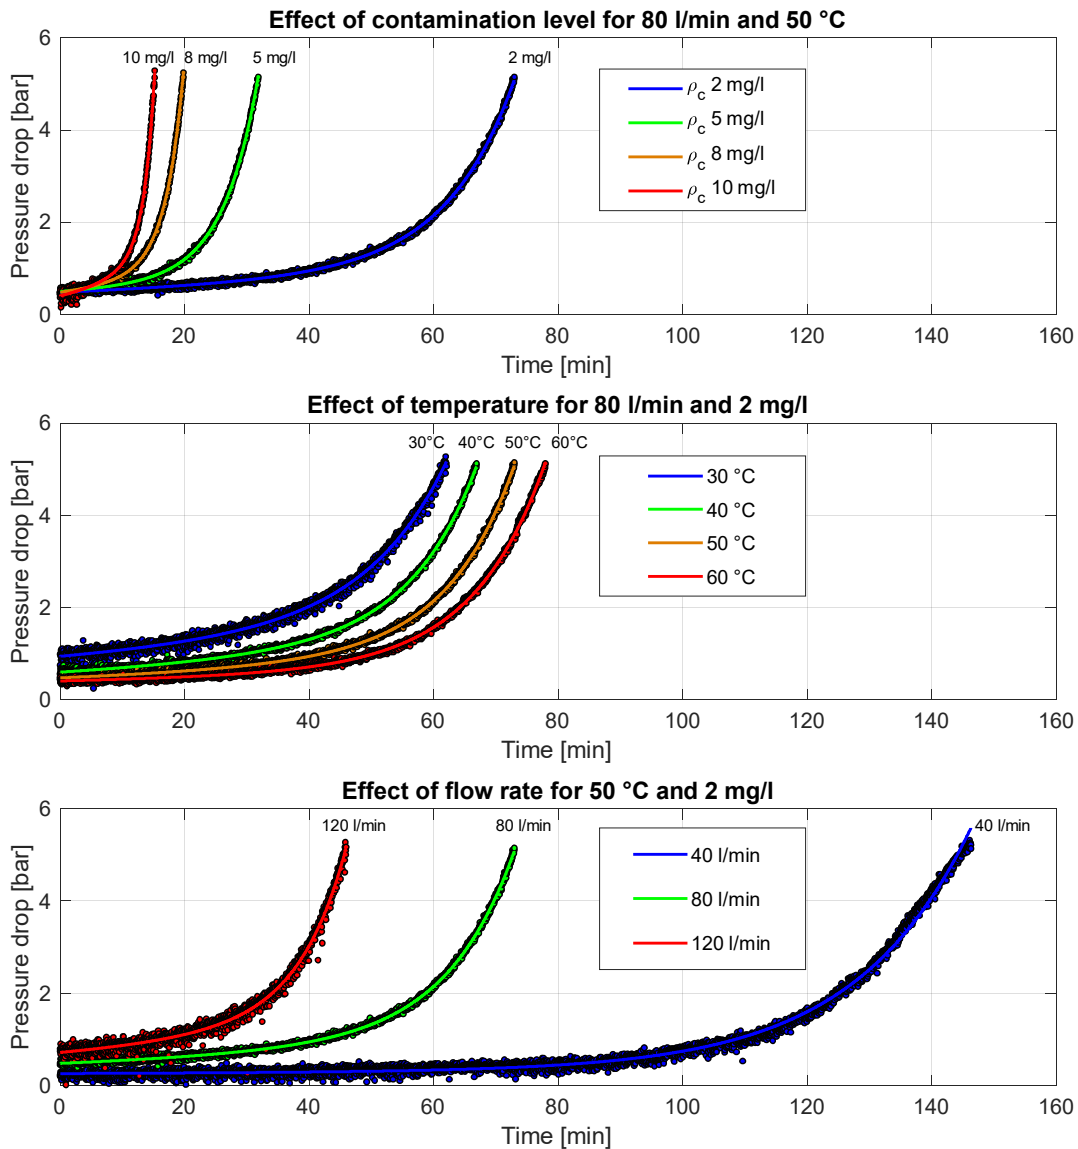 Effect of contamination level for 80 l/min and 50 °C
Pressure drop [bar]
6
4
2
0
10 mg/l
8 mg/l
5 mg/l
2 mg/l
ρc 2 mg/l
ρc 5 mg/l
ρc 8 mg/l
ρc 10 mg/l
0 20 40 60 80 100 120 140 160
Time [min]
Effect of temperature for 80 l/min and 2 mg/l
Pressure drop [bar]
6
4
2
0
30°C 40°C 50°C 60°C
30 °C
40 °C
50 °C
60 °C
0 20 40 60 80 100 120 140 160
Time [min]
Effect of flow rate for 50 °C and 2 mg/l
Pressure drop [bar]
6
4
2
0
120 l/min
80 l/min
40 l/min
40 l/min
80 l/min
120 l/min
0 20 40 60 80 100 120 140 160
Time [min]